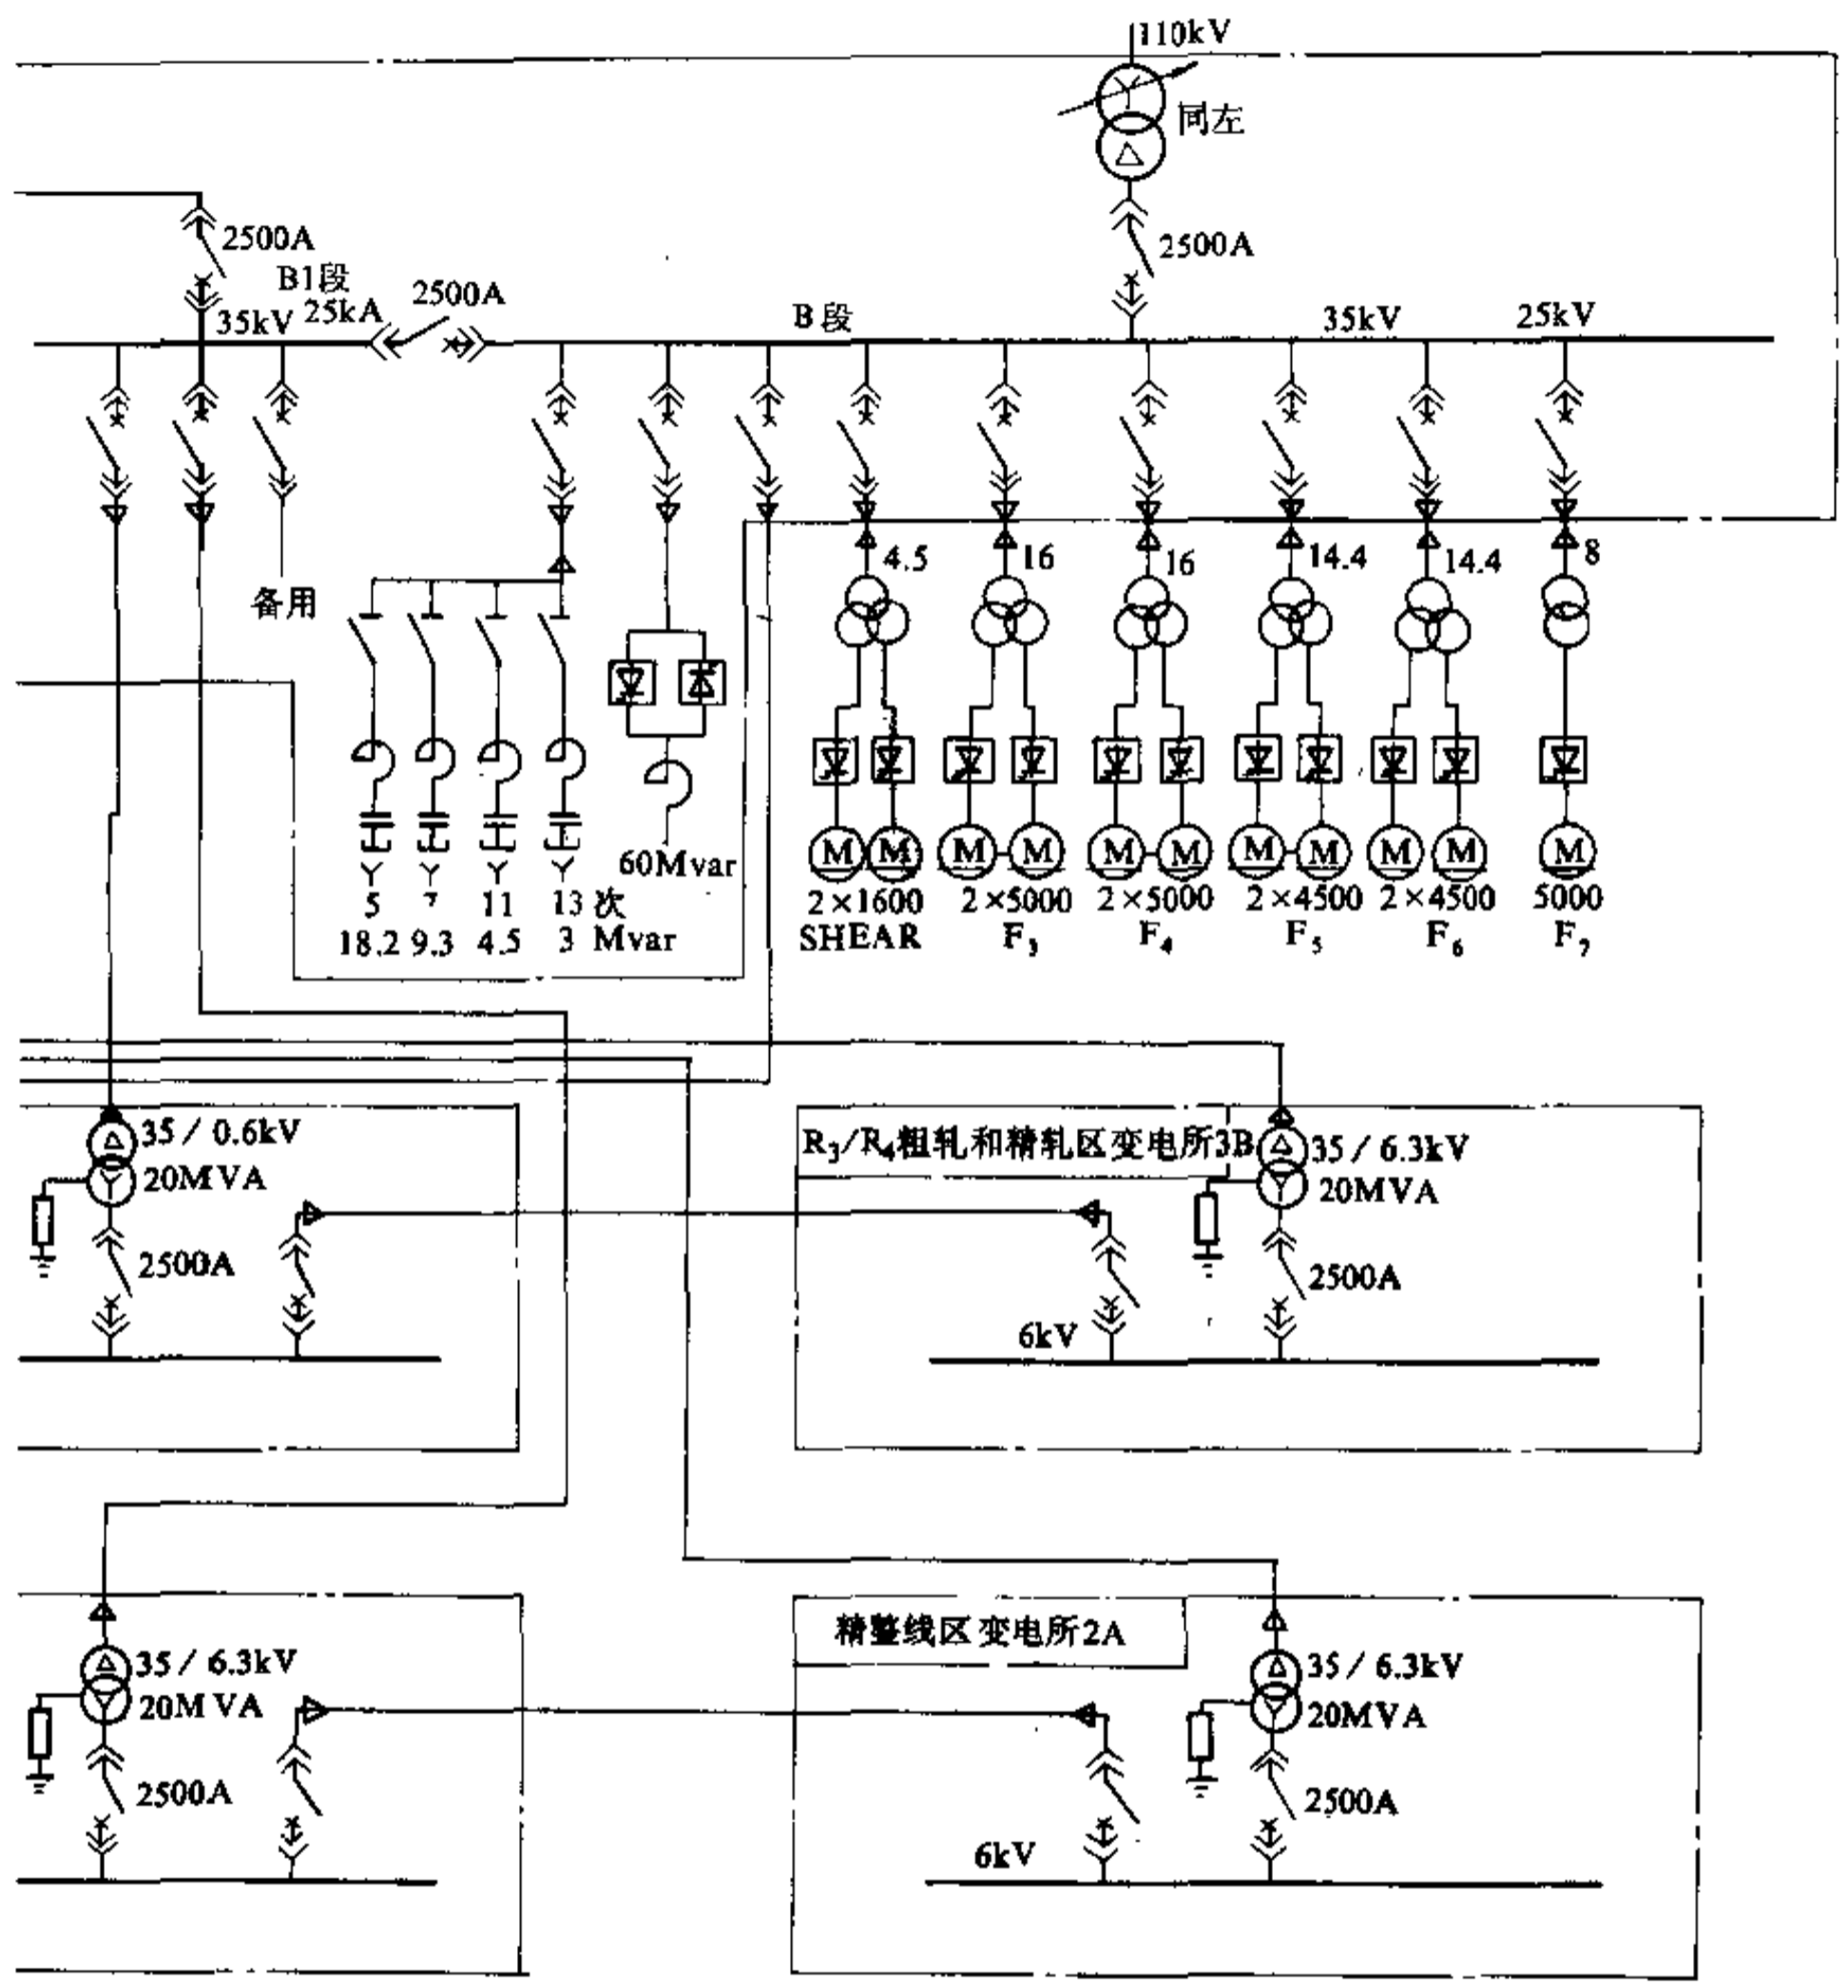 110kV
同左
2500A
2500A
B1段
2500A
35kV 25kA
B段
35kV
25kV
备用
4.5
16
16
14.4
14.4
8
60Mvar
5 7 11 13次
18.2 9.3 4.5 3 Mvar
M M M M M M M M M M M
2×1600 2×5000 2×5000 2×4500 2×4500 5000
SHEAR F3 F4 F5 F6 F7
35/0.6kV
20MVA
2500A
R3/R4粗轧和精轧区变电所3B
35/6.3kV
20MVA
2500A
6kV
35/6.3kV
20MVA
2500A
精整线区变电所2A
35/6.3kV
20MVA
2500A
6kV